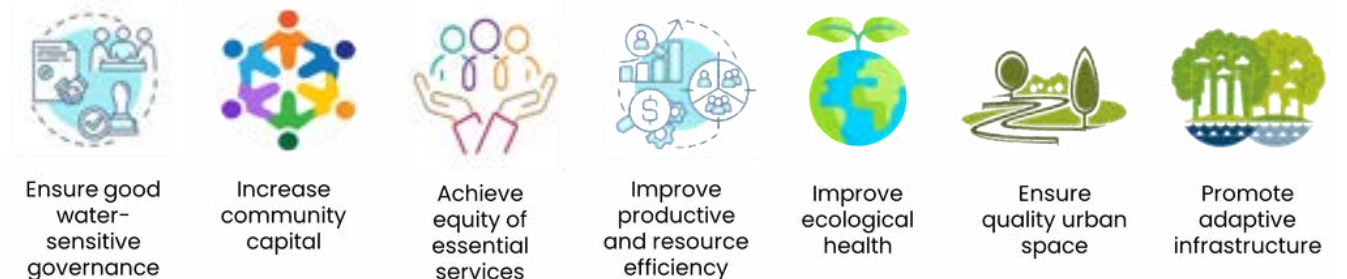 Ensure good
water-
sensitive
governance
Increase
community
capital
Achieve
equity of
essential
services
Improve
productive
and resource
efficiency
Improve
ecological
health
Ensure
quality urban
space
Promote
adaptive
infrastructure